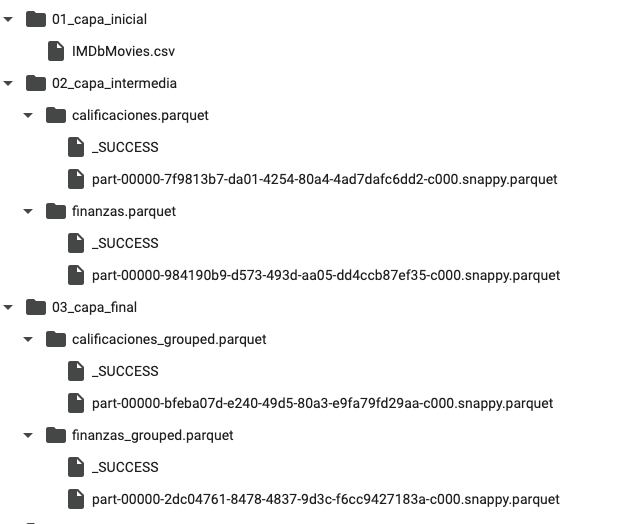 01_capa_inicial
IMDbMovies.csv
02_capa_intermedia
calificaciones.parquet
_SUCCESS
part-00000-7f9813b7-da01-4254-80a4-4ad7dafc6dd2-c000.snappy.parquet
finanzas.parquet
_SUCCESS
part-00000-984190b9-d573-493d-aa05-dd4ccb87ef35-c000.snappy.parquet
03_capa_final
calificaciones_grouped.parquet
_SUCCESS
part-00000-bfeba07d-e240-49d5-80a3-e9fa79fd29aa-c000.snappy.parquet
finanzas_grouped.parquet
_SUCCESS
part-00000-2dc04761-8478-4837-9d3c-f6cc9427183a-c000.snappy.parquet